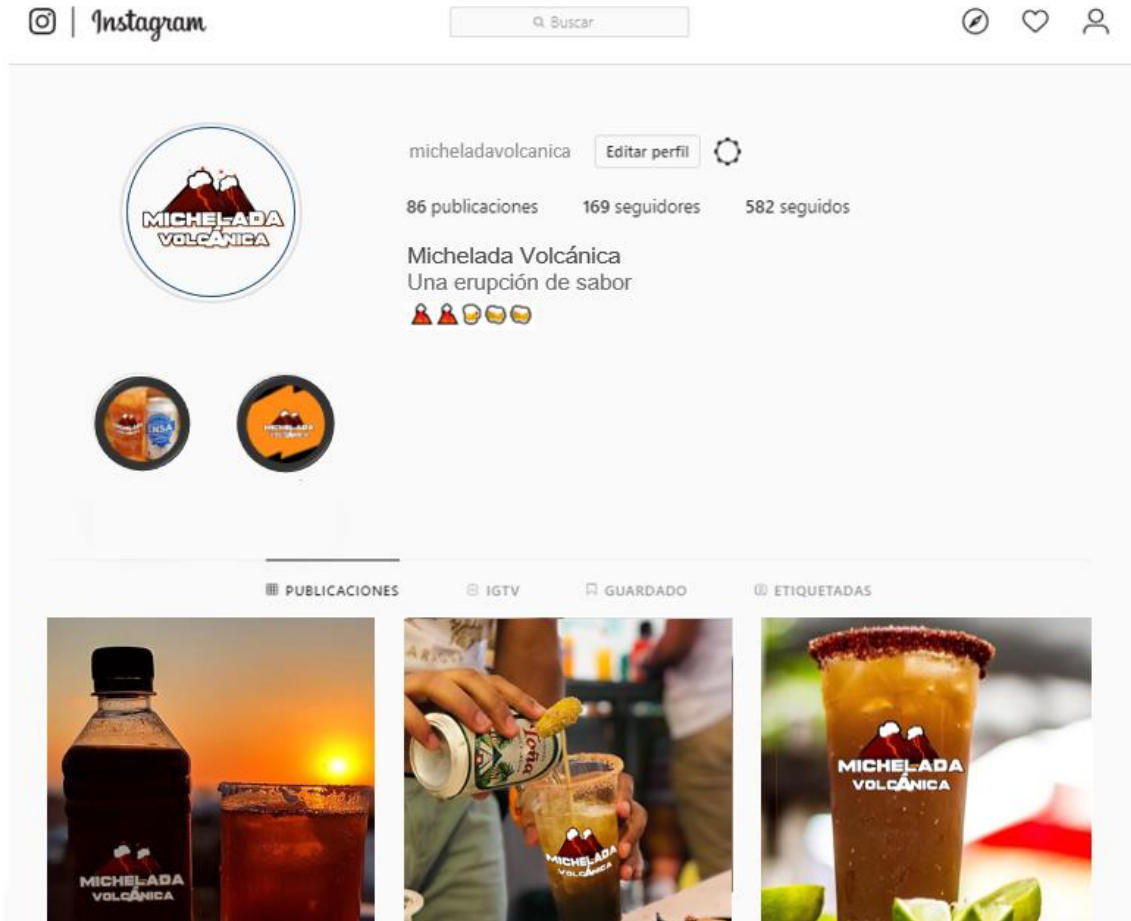 Instagram
Buscar
micheladavolcanica Editar perfil
86 publicaciones 169 seguidores 582 seguidos
Michelada Volcánica
Una erupción de sabor
MICHELADA
VOLCÁNICA
PUBLICACIONES IGTV GUARDADO ETIQUETADAS
MICHELADA
VOLCÁNICA
Toña
MICHELADA
VOLCÁNICA
MICHELADA
VOLCÁNICA